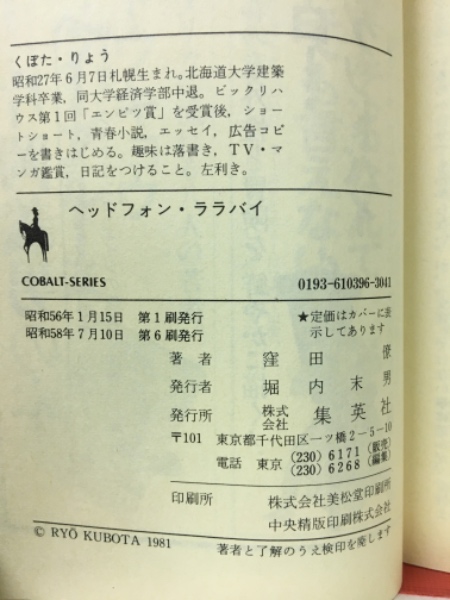 くぼた・りょう
昭和27年6月7日札幌生まれ。北海道大学建築
学科卒業，同大学経済学部中退。ビックリハ
ウス第1回「エンピツ賞」を受賞後，ショー
トショート，青春小説，エッセイ，広告コピ
ーを書きはじめる。趣味は落書き，TV・マ
ンガ鑑賞，日記をつけること。左利き。
ヘッドフォン・ララバイ
COBALT-SERIES 0193-610396-3041
昭和56年1月15日 第1刷発行
昭和58年7月10日 第6刷発行
★定価はカバーに表
示してあります
著者 窪田僚
発行者 堀内末男
発行所 株式会社 集英社
〒101 東京都千代田区一ツ橋2-5-10
電話 東京 (230) 6171 (販売)
(230) 6268 (編集)
印刷所 株式会社美松堂印刷所
中央精版印刷株式会社
© RYŌ KUBOTA 1981
著者と了解のうえ検印を廃します